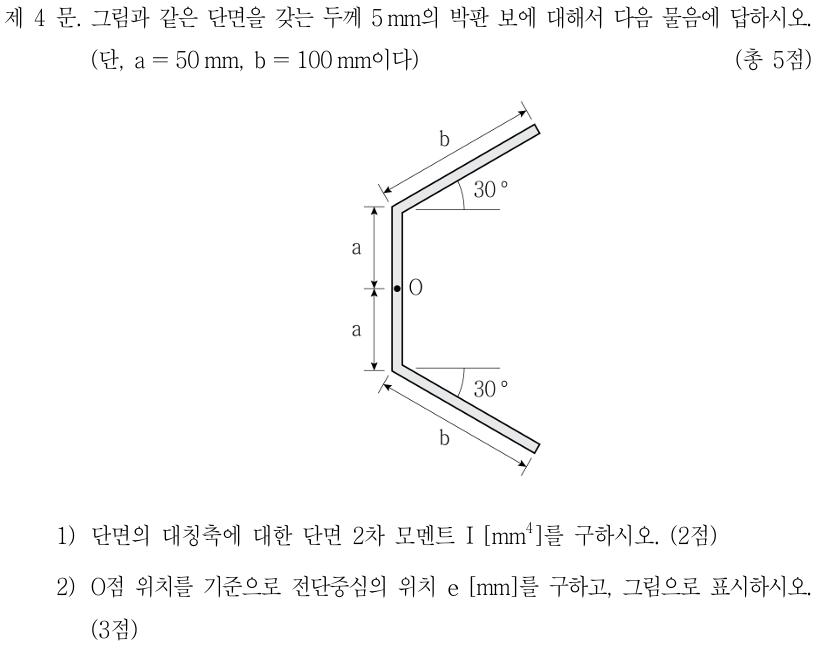 제 4 문. 그림과 같은 단면을 갖는 두께 5 mm의 박판 보에 대해서 다음 물음에 답하시오.
(단, a = 50 mm, b = 100 mm이다) (총 5점)
b
30°
a
O
a
30°
b
1) 단면의 대칭축에 대한 단면 2차 모멘트 I [mm⁴]를 구하시오. (2점)
2) O점 위치를 기준으로 전단중심의 위치 e [mm]를 구하고, 그림으로 표시하시오.
(3점)